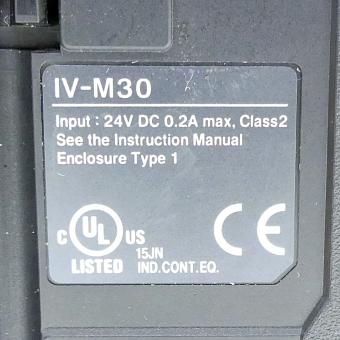 IV-M30
Input : 24V DC 0.2A max, Class2
See the Instruction Manual
Enclosure Type 1
C UL US
LISTED
15JN
IND.CONT.EQ.
CE